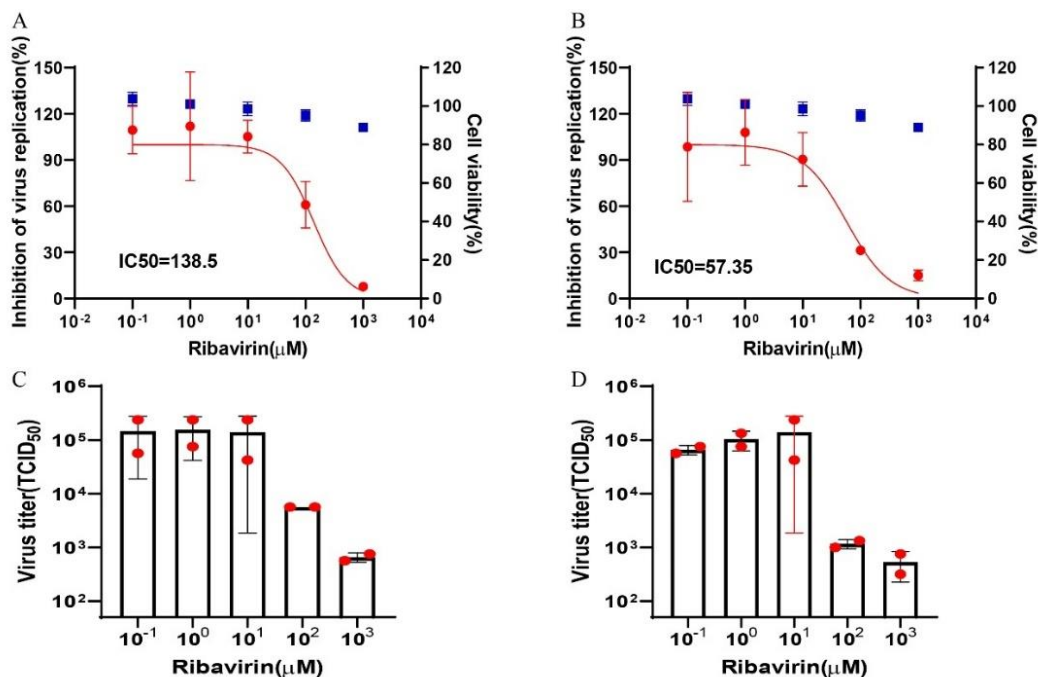 A
B
150
120
90
60
30
0
Inhibition of virus replication(%)
120
100
80
60
40
20
0
Cell viability(%)
IC50=138.5
10-2 10-1 100 101 102 103 104
Ribavirin(μM)
150
120
90
60
30
0
Inhibition of virus replication(%)
120
100
80
60
40
20
0
Cell viability(%)
IC50=57.35
10-2 10-1 100 101 102 103 104
Ribavirin(μM)
C
D
106
105
104
103
102
Virus titer(TCID50)
10-1 100 101 102 103
Ribavirin(μM)
106
105
104
103
102
Virus titer(TCID50)
10-1 100 101 102 103
Ribavirin(μM)